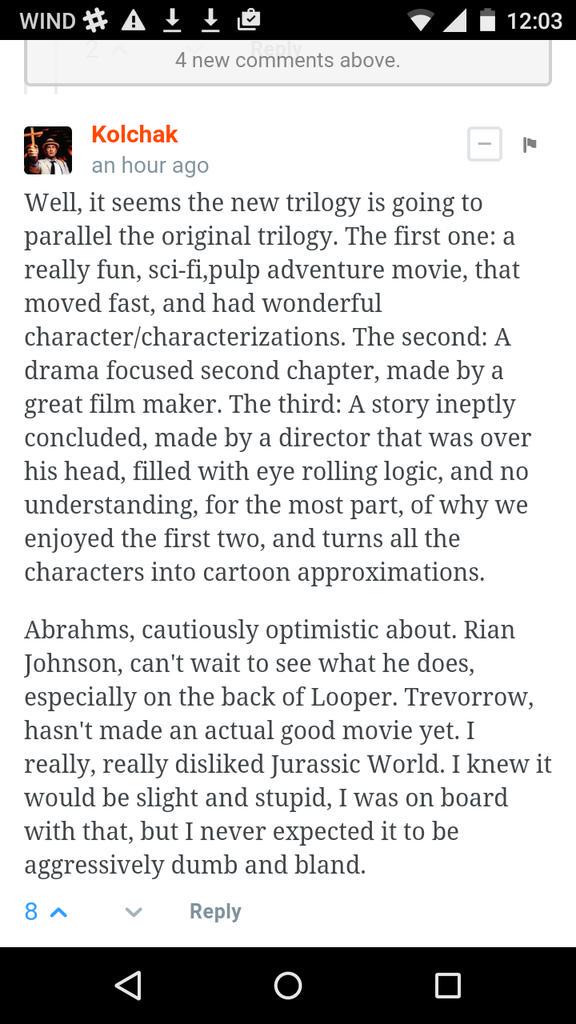 WIND 12:03
2 Reply
4 new comments above.
Kolchak
an hour ago
Well, it seems the new trilogy is going to
parallel the original trilogy. The first one: a
really fun, sci-fi,pulp adventure movie, that
moved fast, and had wonderful
character/characterizations. The second: A
drama focused second chapter, made by a
great film maker. The third: A story ineptly
concluded, made by a director that was over
his head, filled with eye rolling logic, and no
understanding, for the most part, of why we
enjoyed the first two, and turns all the
characters into cartoon approximations.
Abrahms, cautiously optimistic about. Rian
Johnson, can't wait to see what he does,
especially on the back of Looper. Trevorrow,
hasn't made an actual good movie yet. I
really, really disliked Jurassic World. I knew it
would be slight and stupid, I was on board
with that, but I never expected it to be
aggressively dumb and bland.
8 Reply